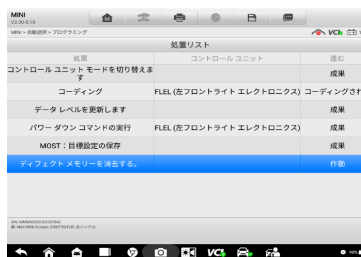 MINI
V2.30.8.10
VCI
MINI > 自動選択 > プログラミング
処置リスト
処置 コントロール ユニット 進む
コントロール ユニット モードを切り替えます 成果
コーディング FLEL (左フロントライト エレクトロニクス) コーディングされ
データ レベルを更新します 成果
パワー ダウン コマンドの実行 FLEL (左フロントライト エレクトロニクス) 成果
MOST：目標設定の保存 成果
ディフェクト メモリーを消去する。 作動
VCI